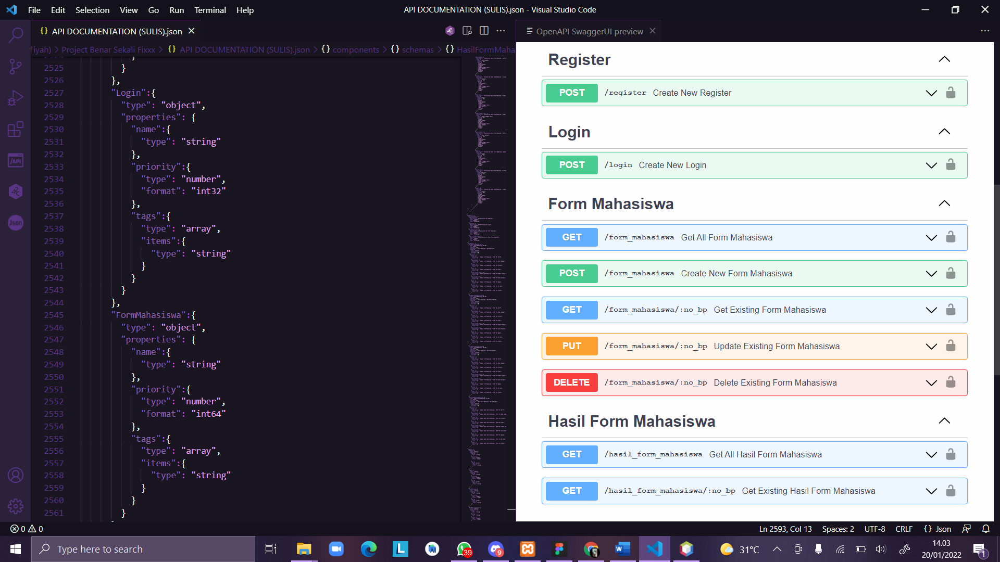 File Edit Selection View Go Run Terminal Help
API DOCUMENTATION (SULIS).json - Visual Studio Code
{} API DOCUMENTATION (SULIS).json
OpenAPI SwaggerUI preview
Tiyah) > Project Benar Sekali Fixxx > {} API DOCUMENTATION (SULIS).json > {} components > {} schemas > {} HasilFormMaha
2525 }
2526 },
2527 "Login":{
2528 "type": "object",
2529 "properties": {
2530 "name":{
2531 "type": "string"
2532 },
2533 "priority":{
2534 "type": "number",
2535 "format": "int32"
2536 },
2537 "tags":{
2538 "type": "array",
2539 "items":{
2540 "type": "string"
2541 }
2542 }
2543 }
2544 },
2545 "FormMahasiswa":{
2546 "type": "object",
2547 "properties": {
2548 "name":{
2549 "type": "string"
2550 },
2551 "priority":{
2552 "type": "number",
2553 "format": "int64"
2554 },
2555 "tags":{
2556 "type": "array",
2557 "items":{
2558 "type": "string"
2559 }
2560 }
2561 }
/API
Json
Register
POST /register Create New Register
Login
POST /login Create New Login
Form Mahasiswa
GET /form_mahasiswa Get All Form Mahasiswa
POST /form_mahasiswa Create New Form Mahasiswa
GET /form_mahasiswa/:no_bp Get Existing Form Mahasiswa
PUT /form_mahasiswa/:no_bp Update Existing Form Mahasiswa
DELETE /form_mahasiswa/:no_bp Delete Existing Form Mahasiswa
Hasil Form Mahasiswa
GET /hasil_form_mahasiswa Get All Hasil Form Mahasiswa
GET /hasil_form_mahasiswa/:no_bp Get Existing Hasil Form Mahasiswa
0 0
Ln 2593, Col 13 Spaces: 2 UTF-8 CRLF {} Json
Type here to search
39
9
31°C
14.03
20/01/2022
1